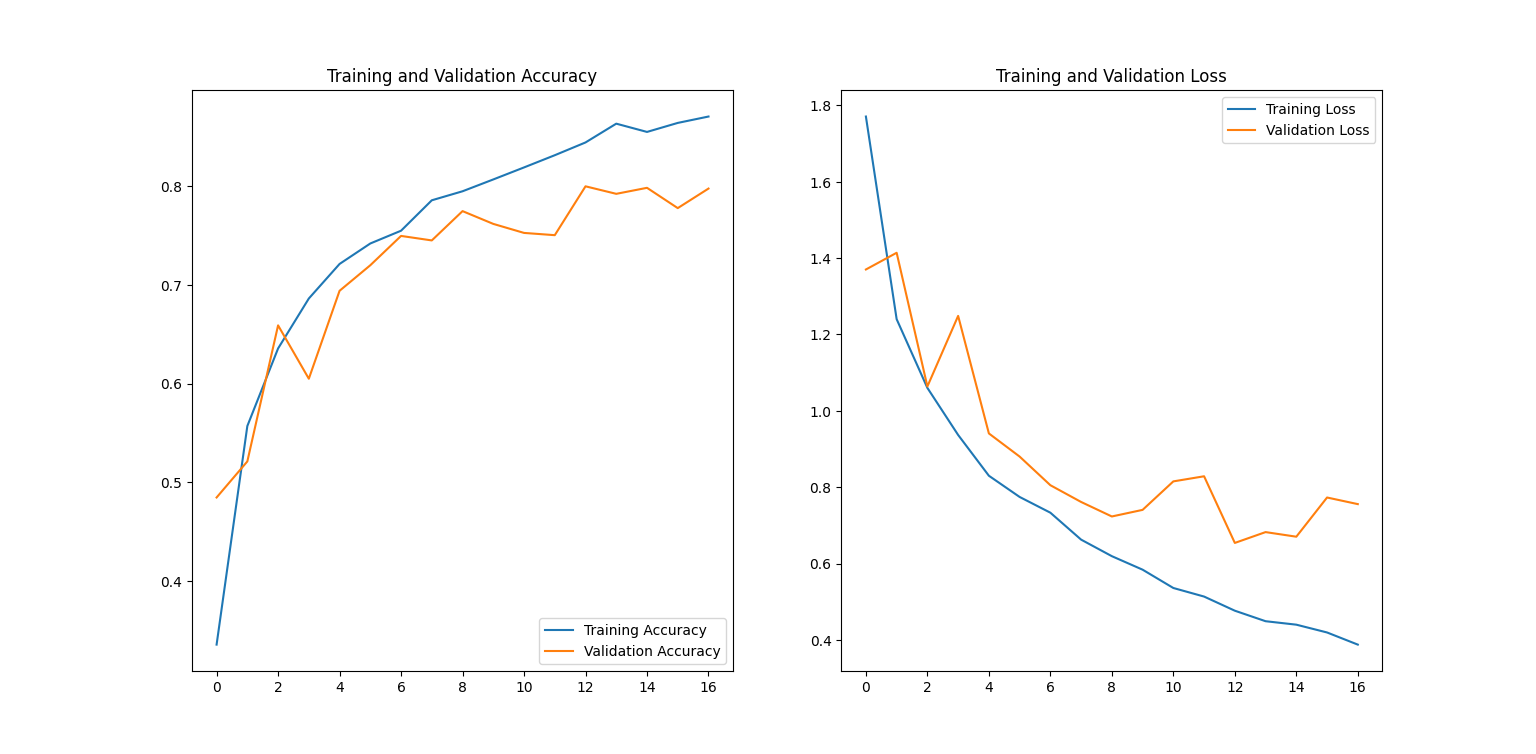 Training and Validation Accuracy
0.8
0.7
0.6
0.5
0.4
Training Accuracy
Validation Accuracy
0 2 4 6 8 10 12 14 16
Training and Validation Loss
1.8
1.6
1.4
1.2
1.0
0.8
0.6
0.4
Training Loss
Validation Loss
0 2 4 6 8 10 12 14 16